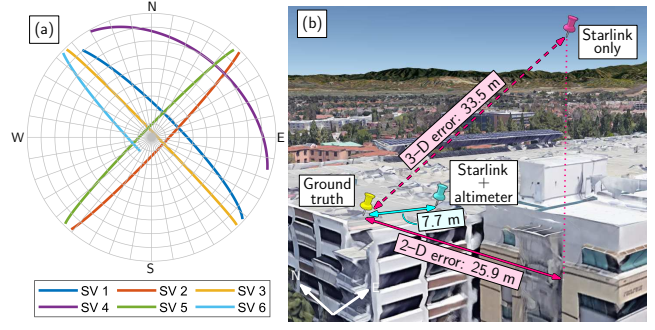 (a)
N
W
E
S
SV 1
SV 2
SV 3
SV 4
SV 5
SV 6
(b)
Starlink
only
3–D error: 33.5 m
Ground
truth
Starlink
+
altimeter
7.7 m
2–D error: 25.9 m
N